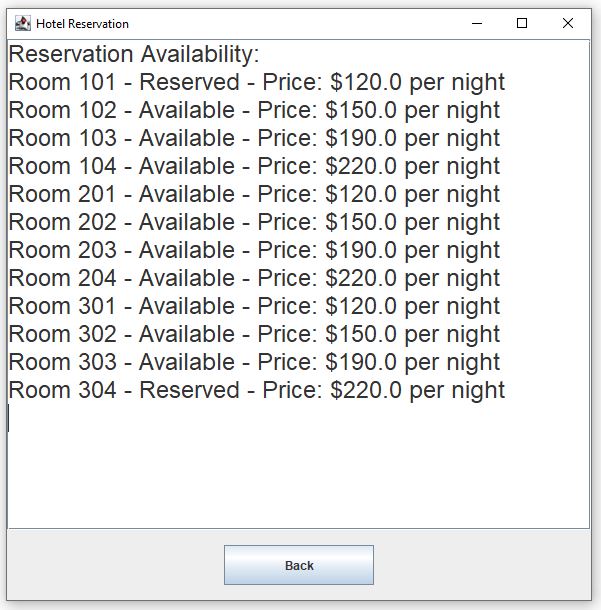 Hotel Reservation
Reservation Availability:
Room 101 - Reserved - Price: $120.0 per night
Room 102 - Available - Price: $150.0 per night
Room 103 - Available - Price: $190.0 per night
Room 104 - Available - Price: $220.0 per night
Room 201 - Available - Price: $120.0 per night
Room 202 - Available - Price: $150.0 per night
Room 203 - Available - Price: $190.0 per night
Room 204 - Available - Price: $220.0 per night
Room 301 - Available - Price: $120.0 per night
Room 302 - Available - Price: $150.0 per night
Room 303 - Available - Price: $190.0 per night
Room 304 - Reserved - Price: $220.0 per night
Back